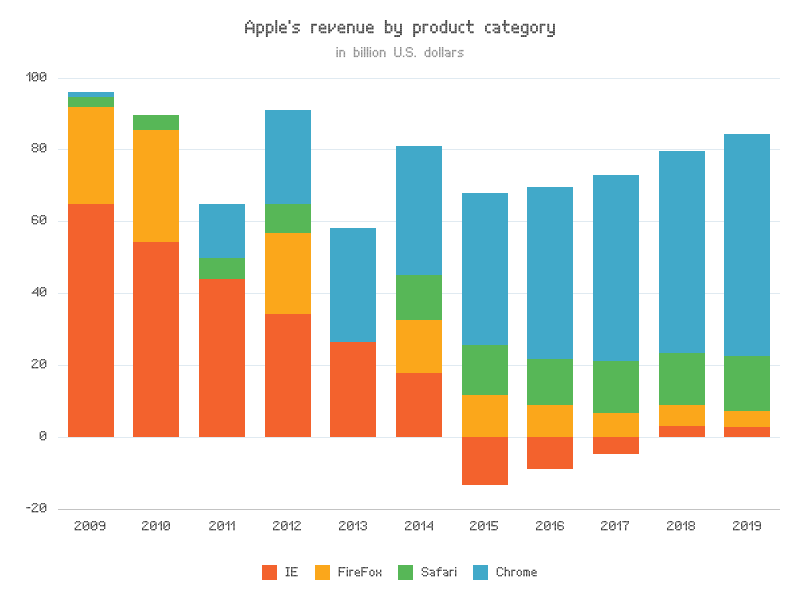 Apple's revenue by product category
in billion U.S. dollars
100
80
60
40
20
0
-20
2009 2010 2011 2012 2013 2014 2015 2016 2017 2018 2019
IE FireFox Safari Chrome